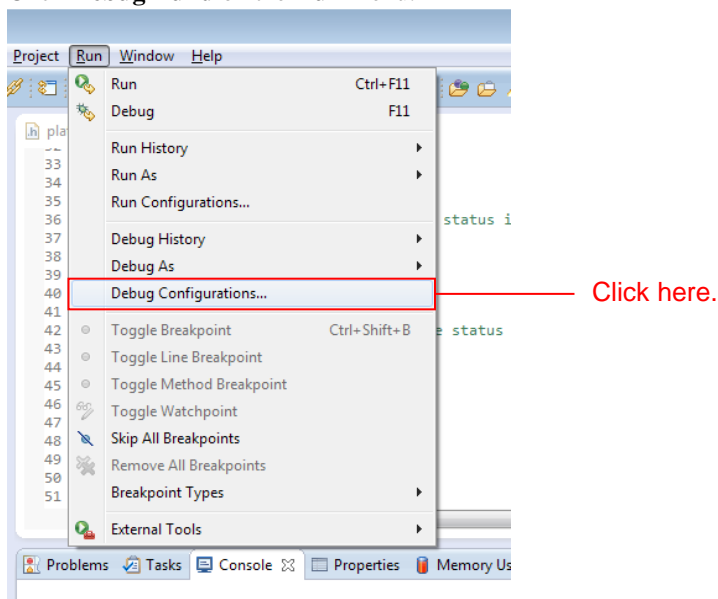 Project Run Window Help
Run Ctrl+F11
Debug F11
Run History
33
Run As
34
35 Run Configurations...
36 status i
37 Debug History
38
Debug As
39
40 Debug Configurations... Click here.
41
42 Toggle Breakpoint Ctrl+Shift+B e status
43
Toggle Line Breakpoint
44
45 Toggle Method Breakpoint
46 Toggle Watchpoint
47
48 Skip All Breakpoints
49 Remove All Breakpoints
50
51 Breakpoint Types
External Tools
Problems Tasks Console Properties Memory Us